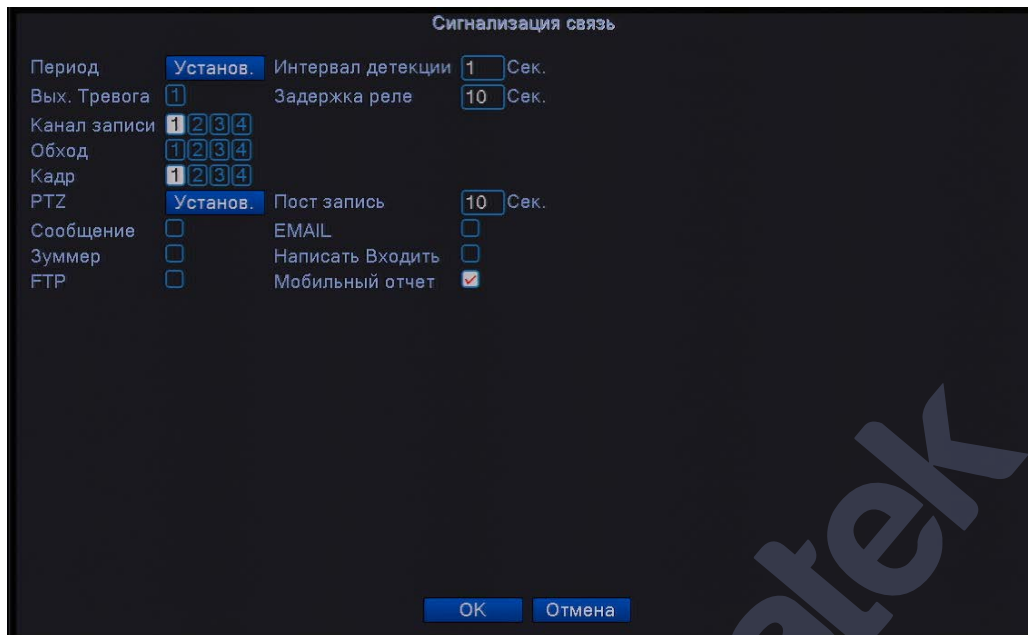 Сигнализация связь
Период Установ. Интервал детекции 1 Сек.
Вых. Тревога 1 Задержка реле 10 Сек.
Канал записи 1 2 3 4
Обход 1 2 3 4
Кадр 1 2 3 4
PTZ Установ. Пост запись 10 Сек.
Сообщение EMAIL
Зуммер Написать Входить
FTP Мобильный отчет
OK Отмена
atek